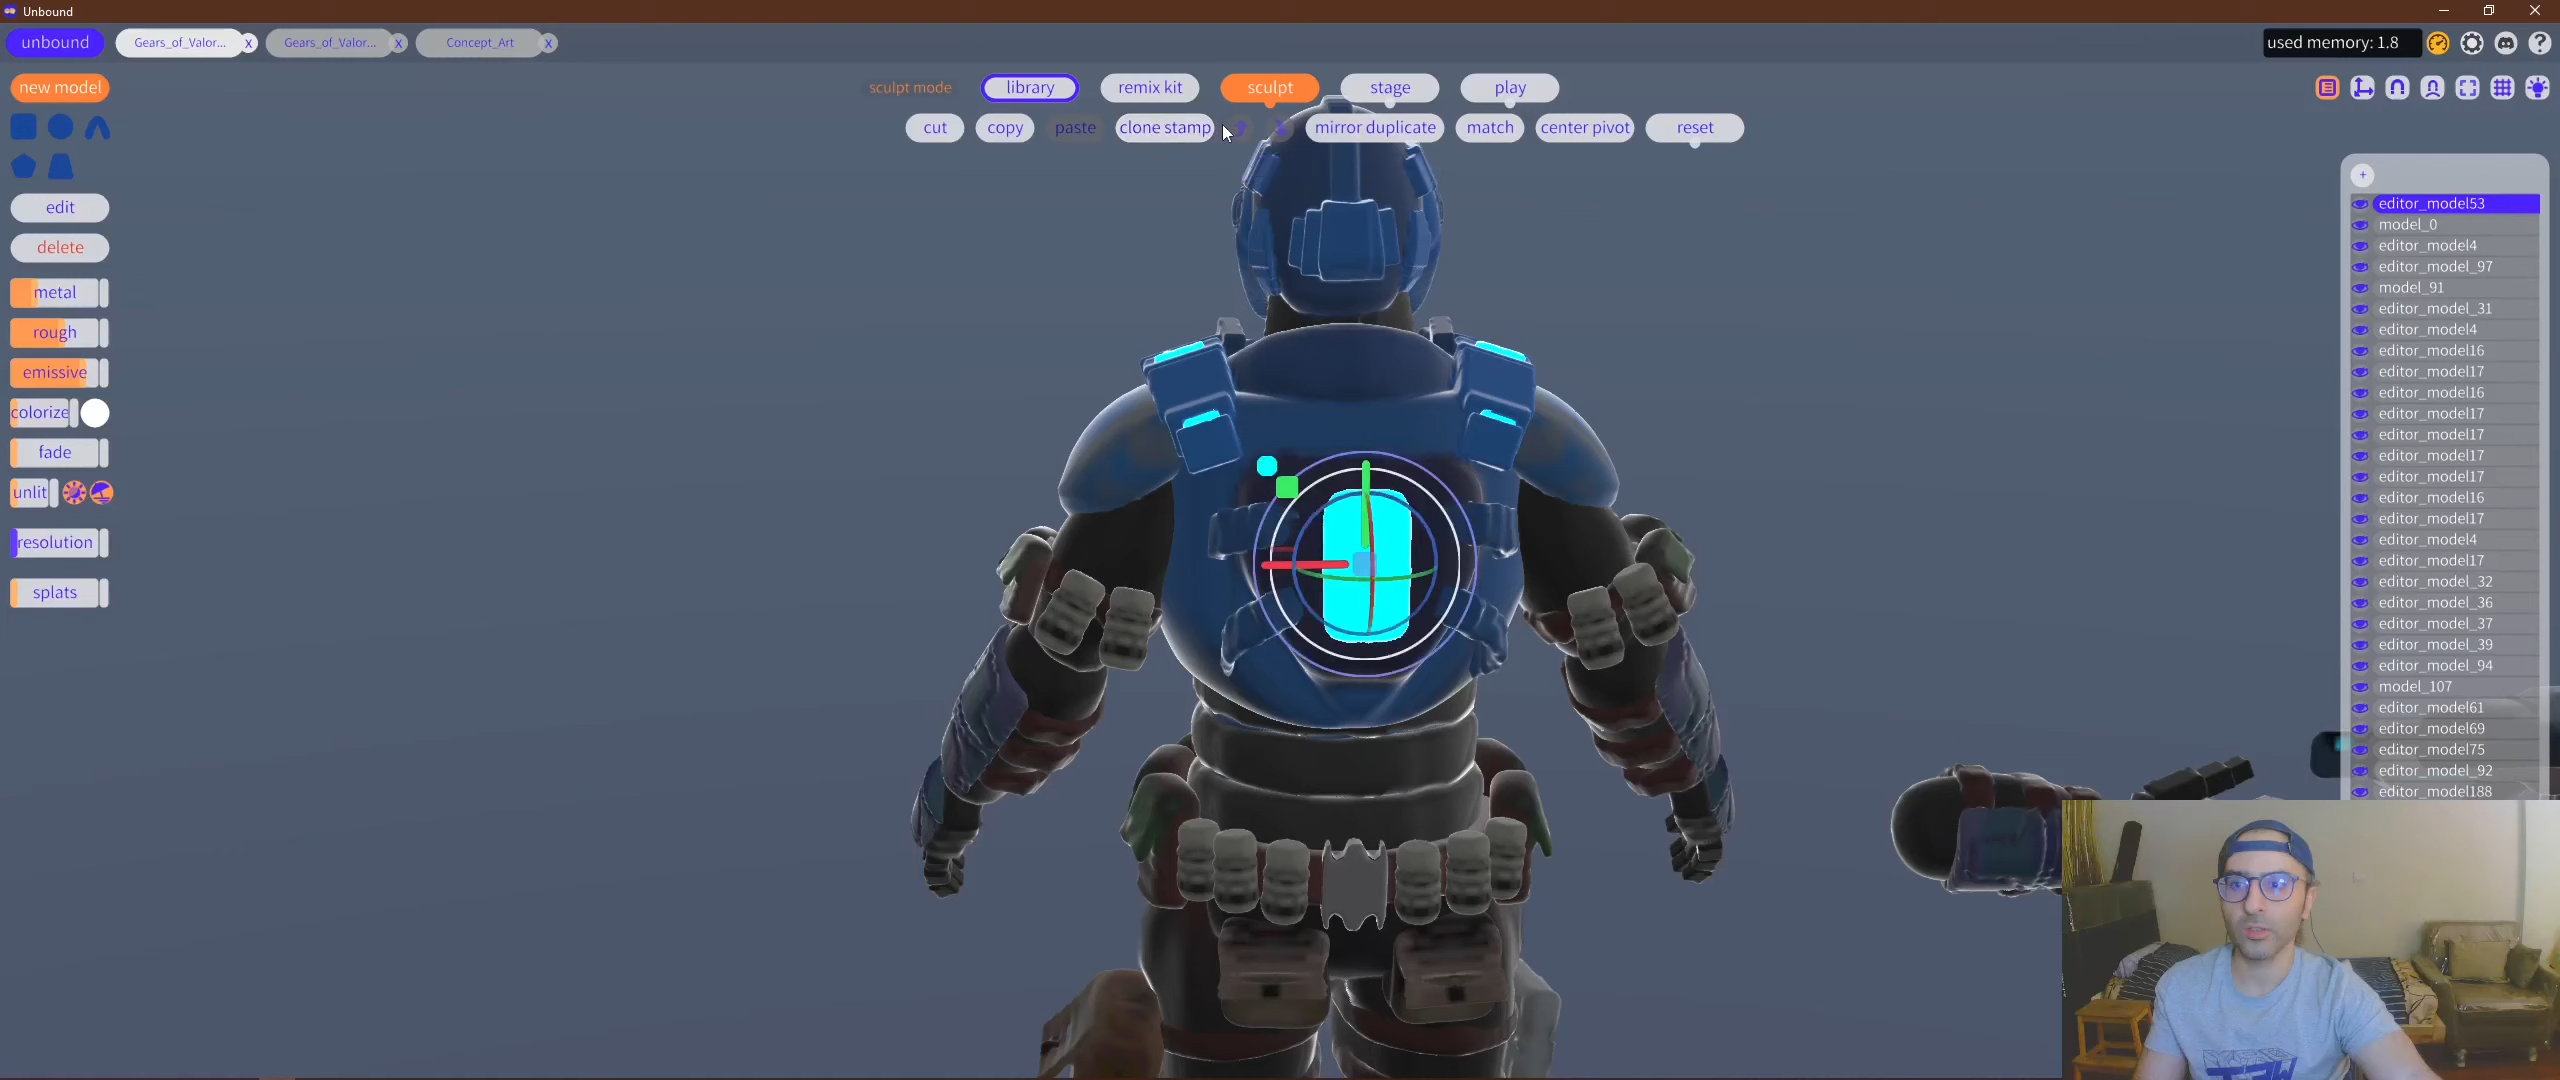 Unbound
unbound
Gears_of_Valor... x
Gears_of_Valor... x
Concept_Art x
used memory: 1.8
?
new model
sculpt mode
library
remix kit
sculpt
stage
play
cut
copy
paste
clone stamp
mirror duplicate
match
center pivot
reset
edit
delete
metal
rough
emissive
colorize
fade
unlit
resolution
splats
+
editor_model53
model_0
editor_model4
editor_model_97
model_91
editor_model_31
editor_model4
editor_model16
editor_model17
editor_model16
editor_model17
editor_model17
editor_model17
editor_model17
editor_model16
editor_model17
editor_model4
editor_model17
editor_model_32
editor_model_36
editor_model_37
editor_model_39
editor_model_94
model_107
editor_model61
editor_model69
editor_model75
editor_model_92
editor_model188